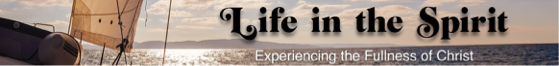 Life in the Spirit
Experiencing the Fullness of Christ